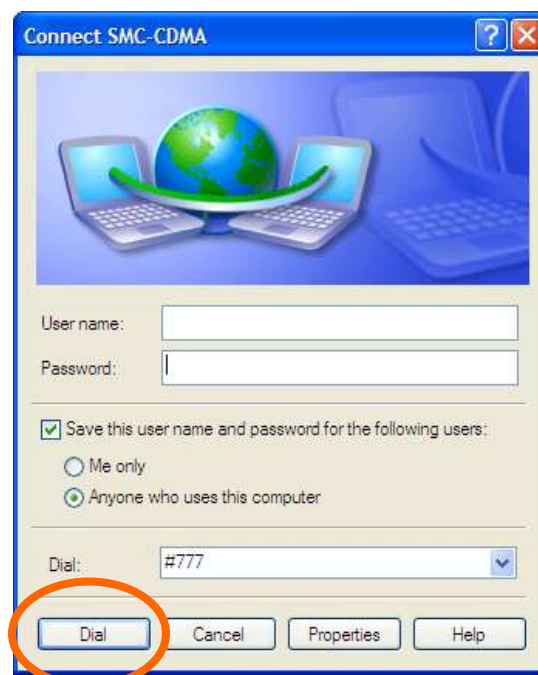 Connect SMC-CDMA
User name:
Password:
Save this user name and password for the following users:
Me only
Anyone who uses this computer
Dial: #777
Dial Cancel Properties Help